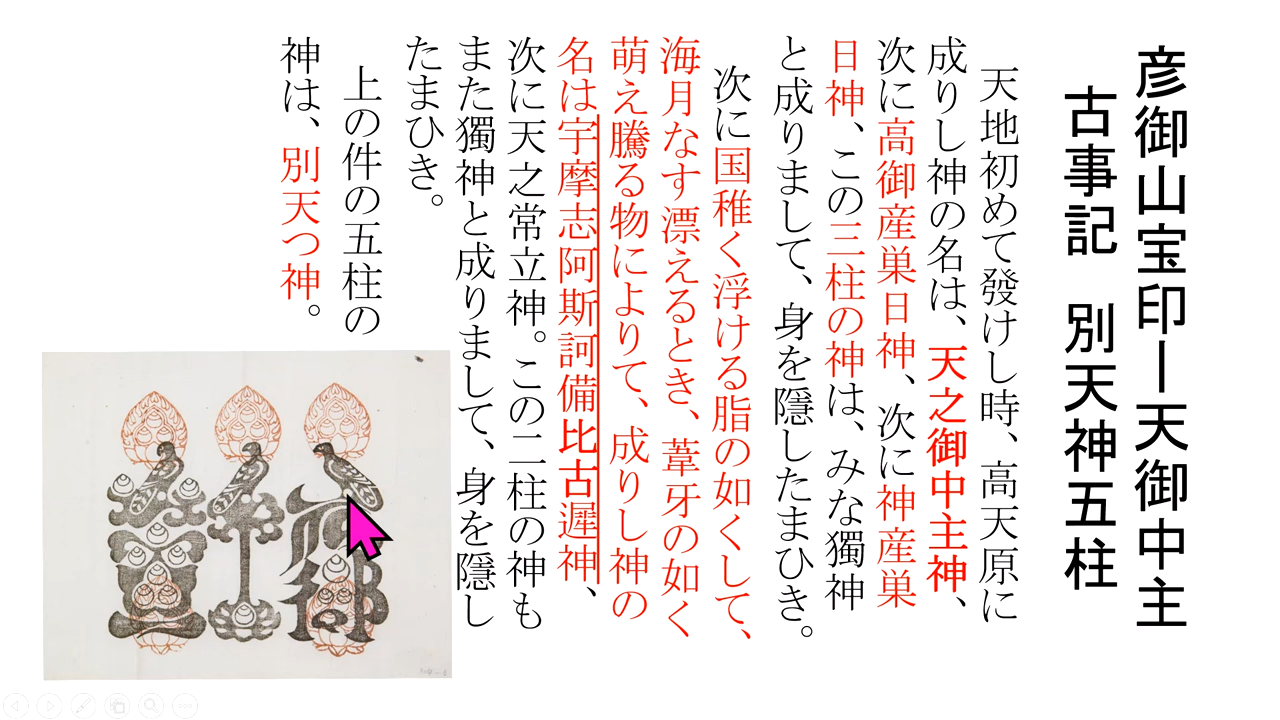 彦御山宝印ー天御中主
古事記　別天神五柱
天地初めて發けし時、高天原に
成りし神の名は、天之御中主神、
次に高御産巣日神、次に神産巣
日神、この三柱の神は、みな獨神
と成りまして、身を隠したまひき。
次に国稚く浮ける脂の如くして、
海月なす漂えるとき、葦牙の如く
萌え騰る物によりて、成りし神の
名は宇摩志阿斯訶備比古遲神、
次に天之常立神。この二柱の神も
また獨神と成りまして、身を隠し
たまひき。
上の件の五柱の
神は、別天つ神。